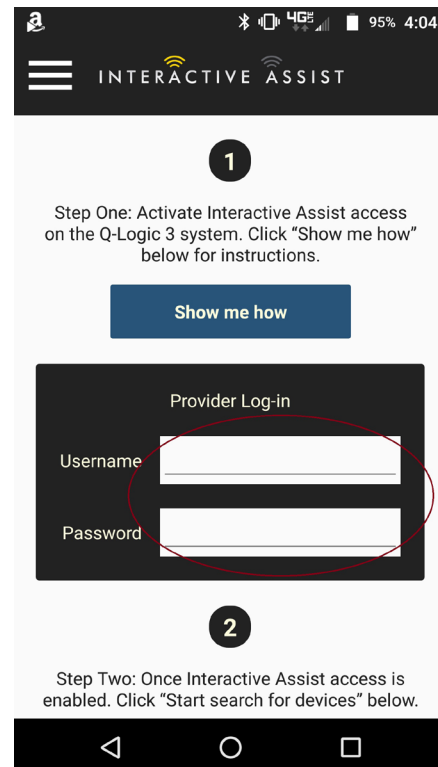 a 4GE 95% 4:04
INTERACTIVE ASSIST
1
Step One: Activate Interactive Assist access
on the Q-Logic 3 system. Click “Show me how”
below for instructions.
Show me how
Provider Log-in
Username
Password
2
Step Two: Once Interactive Assist access is
enabled. Click “Start search for devices” below.